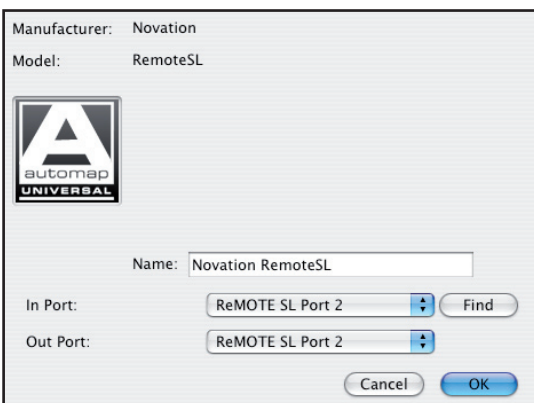 Manufacturer: Novation
Model: RemoteSL
A
automap
UNIVERSAL
Name: Novation RemoteSL
In Port: ReMOTE SL Port 2 Find
Out Port: ReMOTE SL Port 2
Cancel OK